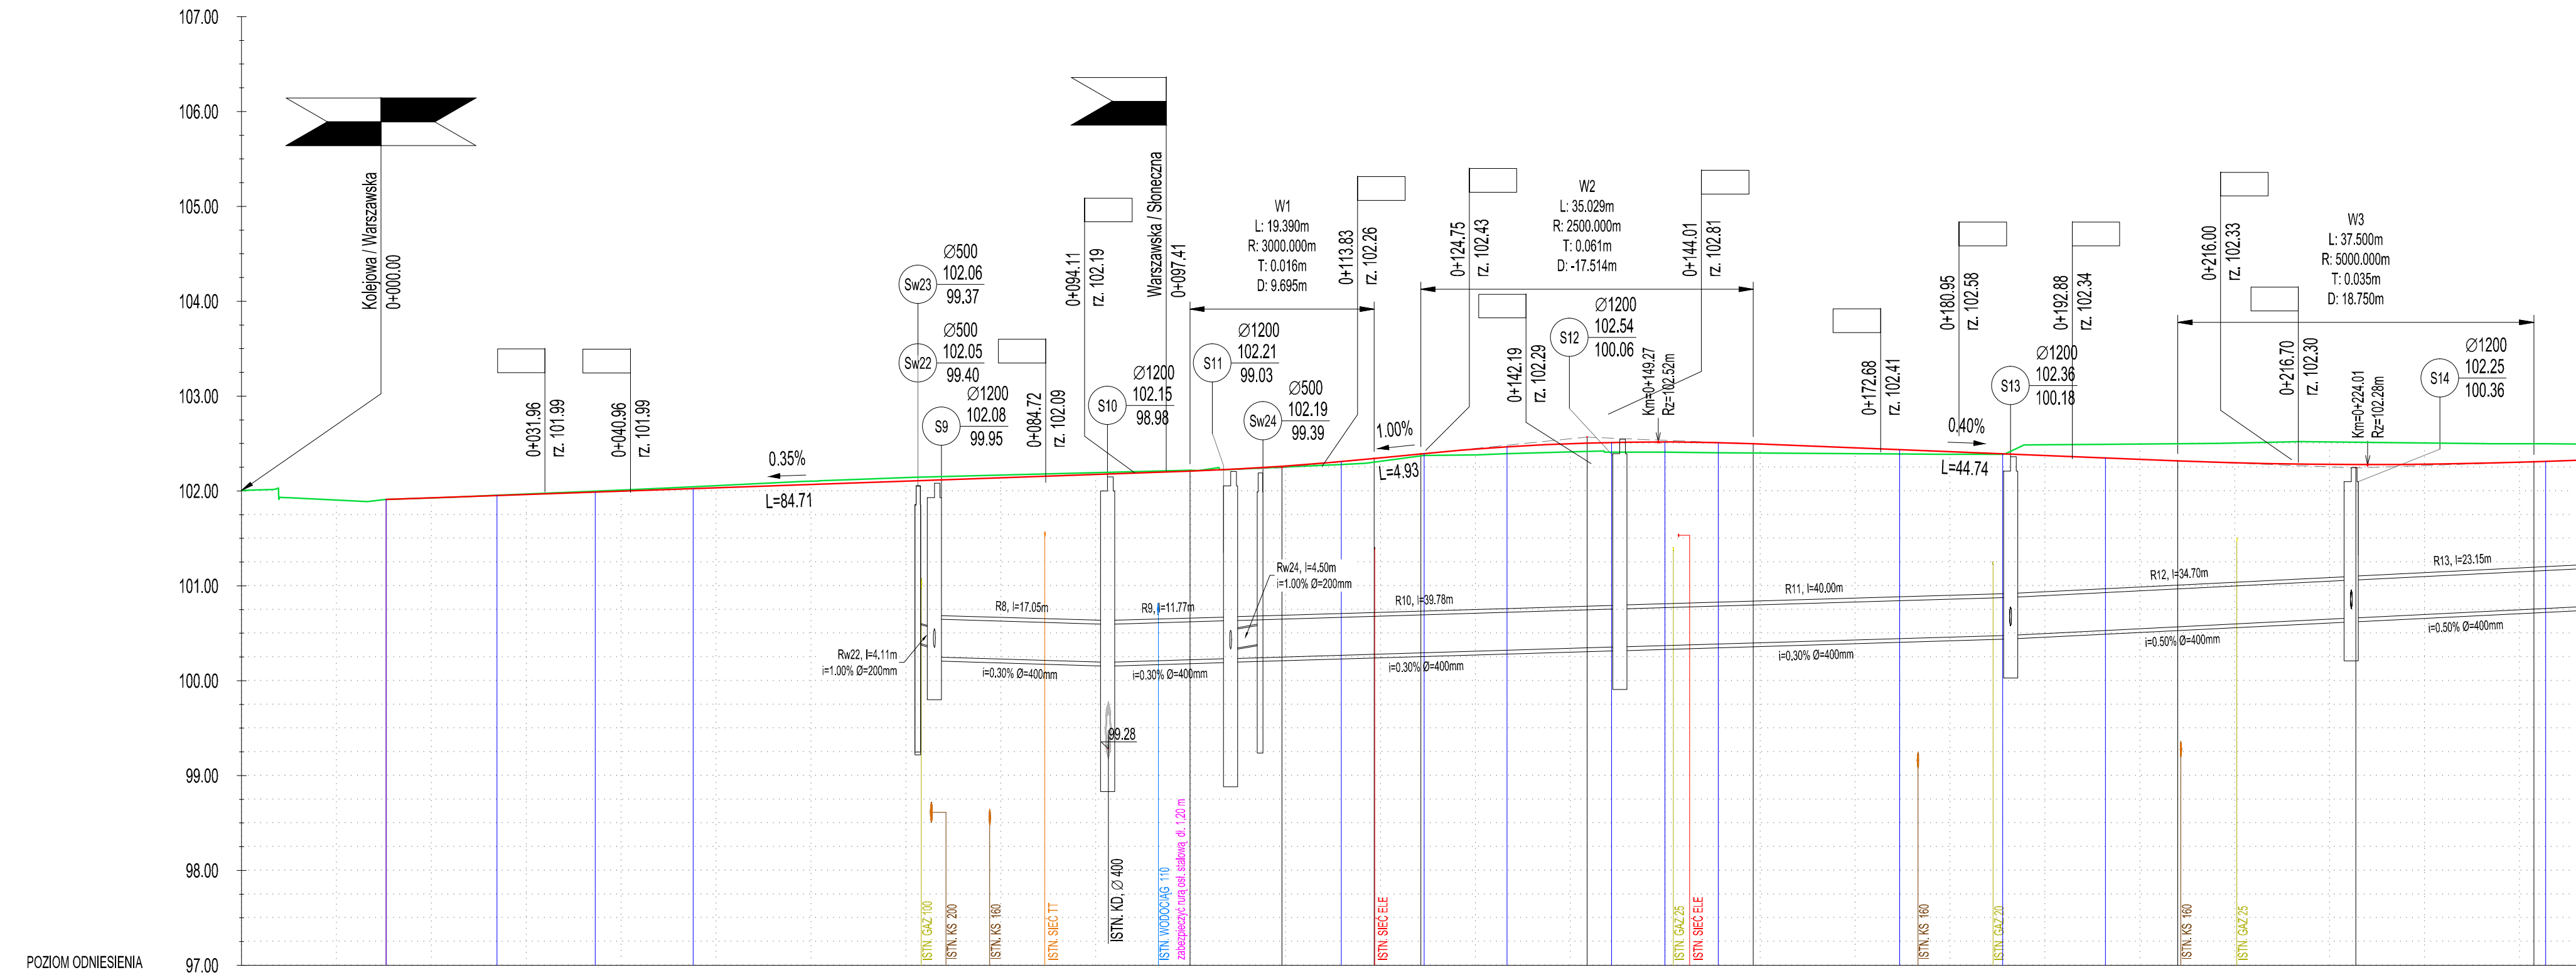 107.00
106.00
105.00
104.00
103.00
102.00
101.00
100.00
99.00
98.00
97.00
POZIOM ODNIESIENIA
Kolejowa / Warszawska
0+000.00
0+031.96
rz. 101.99
0+040.96
rz. 101.99
0.35%
L=84.71
Sw23
Ø500
102.06
99.37
Sw22
Ø500
102.05
99.40
S9
Ø1200
102.08
99.95
0+084.72
rz. 102.09
0+094.11
rz. 102.19
S10
Ø1200
102.15
98.98
Warszawska / Słoneczna
0+097.41
S11
Ø1200
102.21
99.03
Sw24
Ø500
102.19
99.39
W1
L: 19.390m
R: 3000.000m
T: 0.016m
D: 9.695m
0+113.83
rz. 102.26
1.00%
L=4.93
0+124.75
rz. 102.43
0+142.19
rz. 102.29
W2
L: 35.029m
R: 2500.000m
T: 0.061m
D: -17.514m
S12
Ø1200
102.54
100.06
Km=0+149.27
Rz=102.52m
0+144.01
rz. 102.81
0+172.68
rz. 102.41
0+180.95
rz. 102.58
0.40%
L=44.74
S13
Ø1200
102.36
100.18
0+192.88
rz. 102.34
0+216.00
rz. 102.33
0+216.70
rz. 102.30
W3
L: 37.500m
R: 5000.000m
T: 0.035m
D: 18.750m
Km=0+224.01
Rz=102.28m
S14
Ø1200
102.25
100.36
Rw22, l=4.11m
i=1.00% Ø=200mm
R8, l=17.05m
i=0.30% Ø=400mm
R9, l=11.77m
i=0.30% Ø=400mm
Rw24, l=4.50m
i=1.00% Ø=200mm
R10, l=39.78m
i=0.30% Ø=400mm
R11, l=40.00m
i=0.30% Ø=400mm
R12, l=34.70m
i=0.50% Ø=400mm
R13, l=23.15m
i=0.50% Ø=400mm
99.28
ISTN. GAZ 100
ISTN. KS 200
ISTN. KS 160
ISTN. SIEĆ TT
ISTN. KD, Ø 400
ISTN. WODOCIĄG 110
zabezpieczyć rurą osł. stalową dł. 1.20 m
ISTN. SIEĆ ELE
ISTN. GAZ 25
ISTN. SIEĆ ELE
ISTN. KS 160
ISTN. GAZ 20
ISTN. KS 160
ISTN. GAZ 25